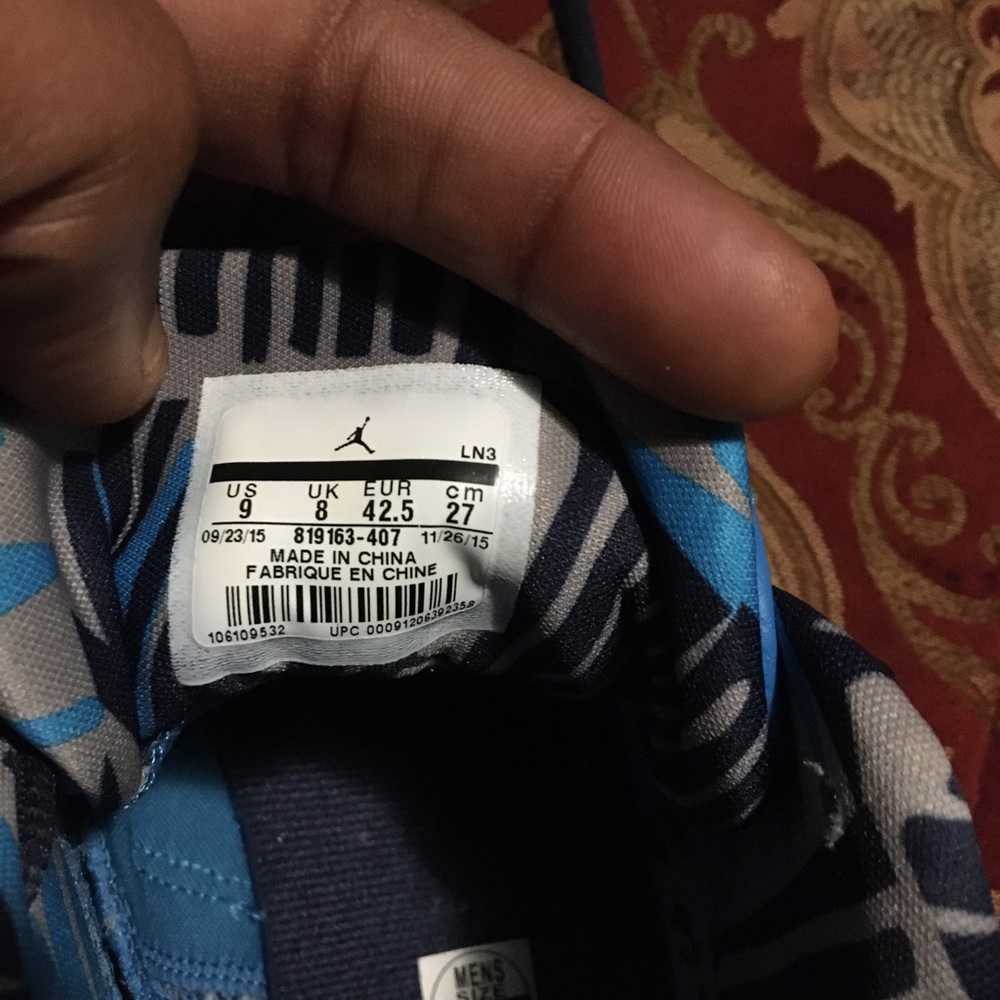 LN3
US UK EUR cm
9 8 42.5 27
09/23/15 819163-407 11/26/15
MADE IN CHINA
FABRIQUE EN CHINE
106109532 UPC 00091206392358
MENS
SIZE